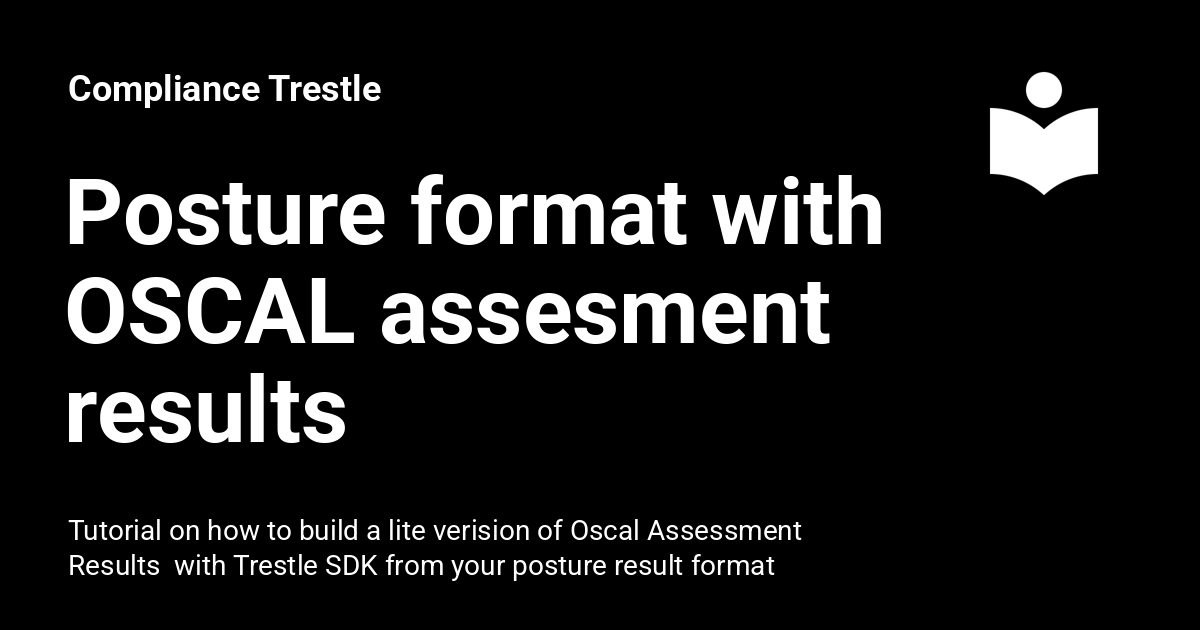 Compliance Trestle
Posture format with
OSCAL assesment
results
Tutorial on how to build a lite verision of Oscal Assessment
Results  with Trestle SDK from your posture result format